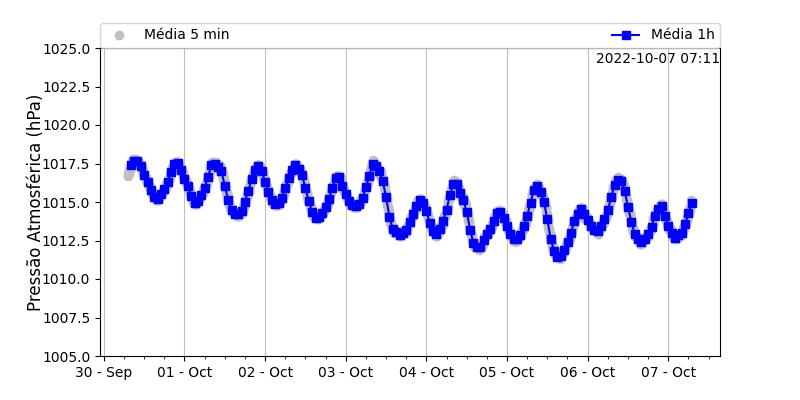 Média 5 min
Média 1h
2022-10-07 07:11
Pressão Atmosférica (hPa)
1025.0
1022.5
1020.0
1017.5
1015.0
1012.5
1010.0
1007.5
1005.0
30 - Sep
01 - Oct
02 - Oct
03 - Oct
04 - Oct
05 - Oct
06 - Oct
07 - Oct